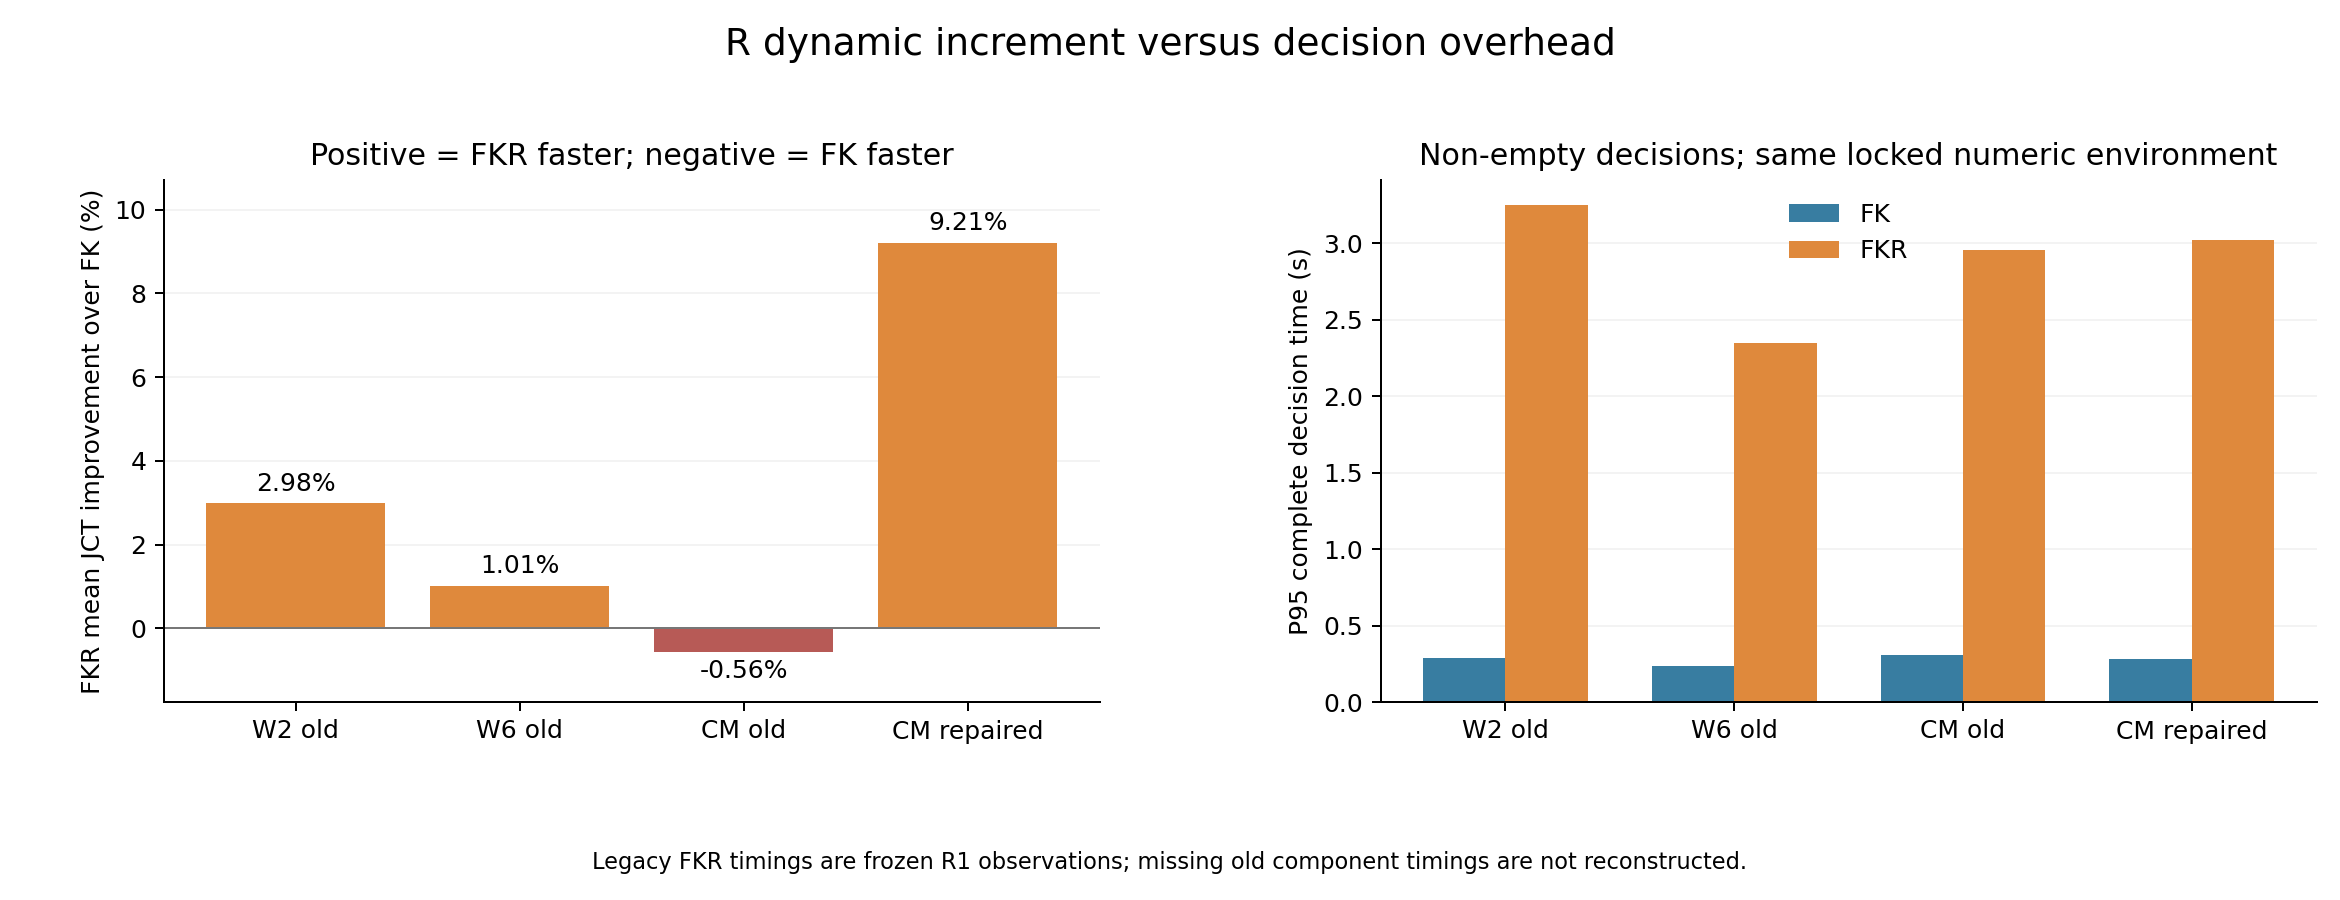 R dynamic increment versus decision overhead
Positive = FKR faster; negative = FK faster
FKR mean JCT improvement over FK (%)
10
8
6
4
2
0
2.98%
1.01%
-0.56%
9.21%
W2 old
W6 old
CM old
CM repaired
Non-empty decisions; same locked numeric environment
P95 complete decision time (s)
3.0
2.5
2.0
1.5
1.0
0.5
0.0
FK
FKR
W2 old
W6 old
CM old
CM repaired
Legacy FKR timings are frozen R1 observations; missing old component timings are not reconstructed.